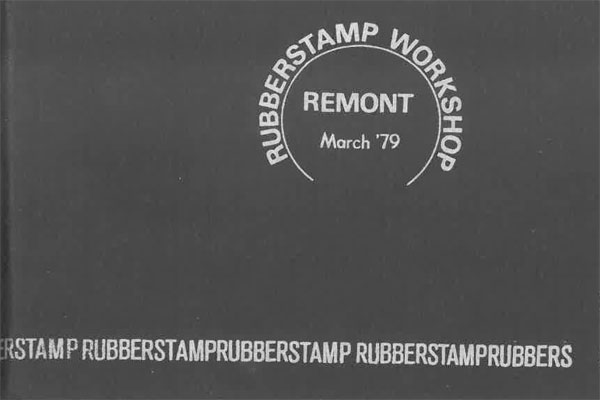 RUBBERSTAMP WORKSHOP
REMONT
March '79
ERSTAMP RUBBERSTAMPRUBBERSTAMP RUBBERSTAMPRUBBERS